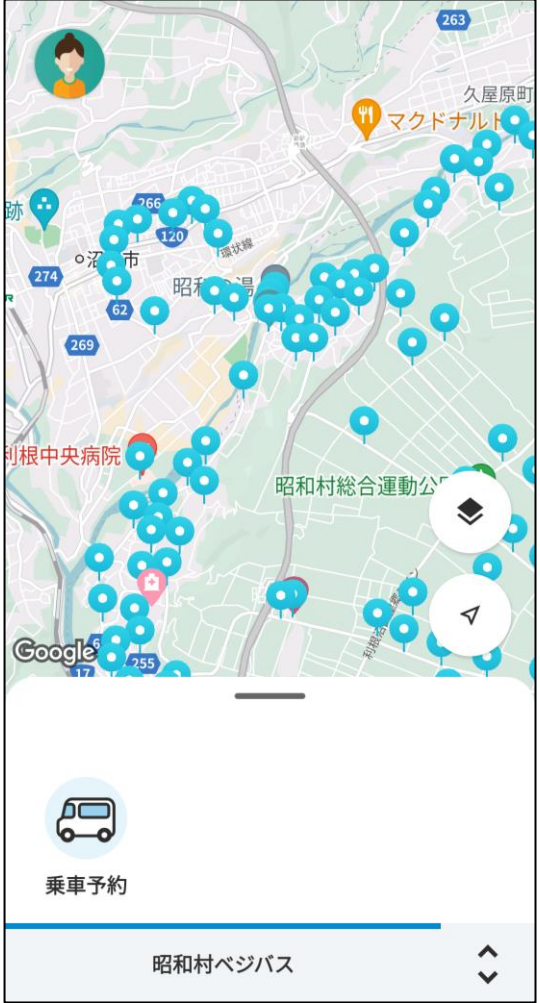 263
久屋原町
マクドナルド
跡
266
120
環状線
沼田市
274
昭和の湯
62
269
利根中央病院
昭和村総合運動公
Google
255
17
乗車予約
昭和村ベジバス